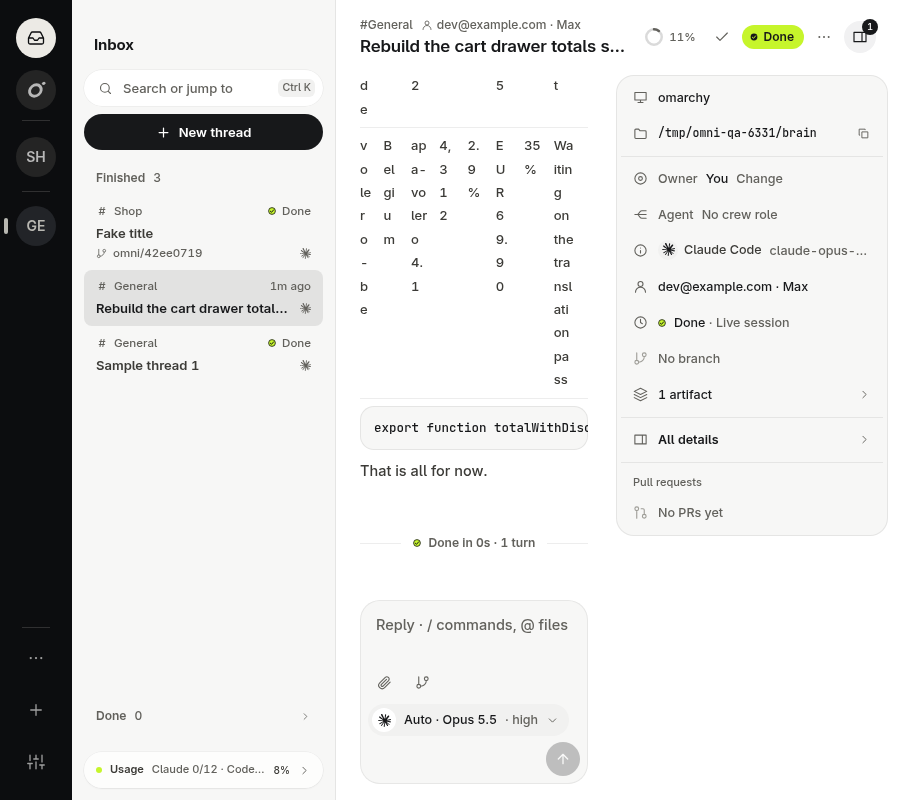 Inbox
Search or jump to
Ctrl K
New thread
Finished 3
# Shop
Done
Fake title
omni/42ee0719
# General
1m ago
Rebuild the cart drawer total…
# General
Done
Sample thread 1
Done 0
Usage Claude 0/12 · Code… 8%
SH
GE
#General dev@example.com · Max
Rebuild the cart drawer totals s…
11%
Done
1
d 2 5 t
e
v B ap 4, 2. E 35 Wa
o el a- 3 9 U % itin
le gi vo 1 % R g
r u ler 2 6 on
o m o 9. the
- 4. 9 tra
b 1 0 nsl
e ati
on
pa
ss
export function totalWithDisc
That is all for now.
Done in 0s · 1 turn
Reply · / commands, @ files
Auto · Opus 5.5 · high
omarchy
/tmp/omni-qa-6331/brain
Owner You Change
Agent No crew role
Claude Code claude-opus-…
dev@example.com · Max
Done · Live session
No branch
1 artifact
All details
Pull requests
No PRs yet